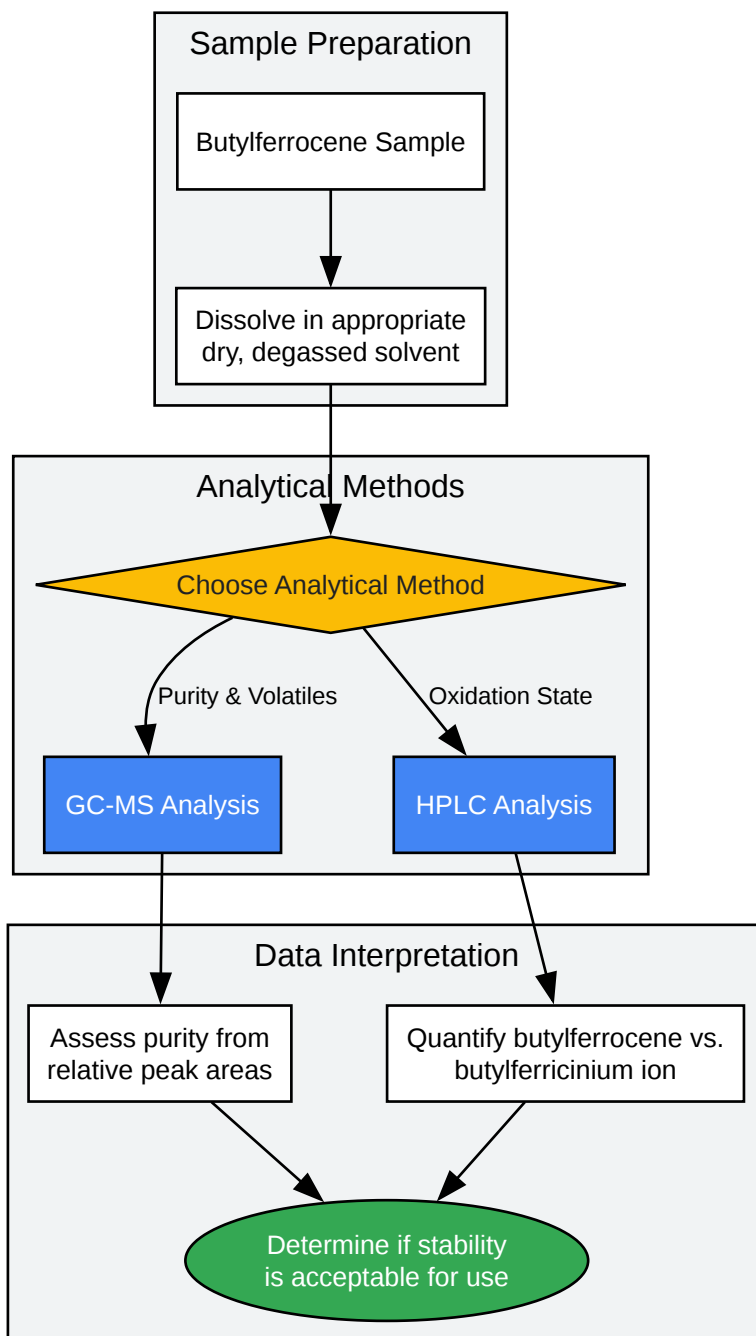 Sample Preparation
Butylferrocene Sample
Dissolve in appropriate
dry, degassed solvent
Analytical Methods
Choose Analytical Method
Purity & Volatiles
Oxidation State
GC-MS Analysis
HPLC Analysis
Data Interpretation
Assess purity from
relative peak areas
Quantify butylferrocene vs.
butylferricinium ion
Determine if stability
is acceptable for use